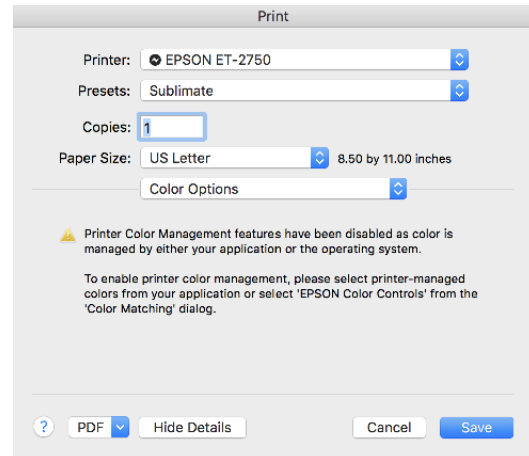 Print
Printer: EPSON ET-2750
Presets: Sublimate
Copies: 1
Paper Size: US Letter 8.50 by 11.00 inches
Color Options
Printer Color Management features have been disabled as color is
managed by either your application or the operating system.
To enable printer color management, please select printer-managed
colors from your application or select 'EPSON Color Controls' from the
'Color Matching' dialog.
? PDF Hide Details Cancel Save